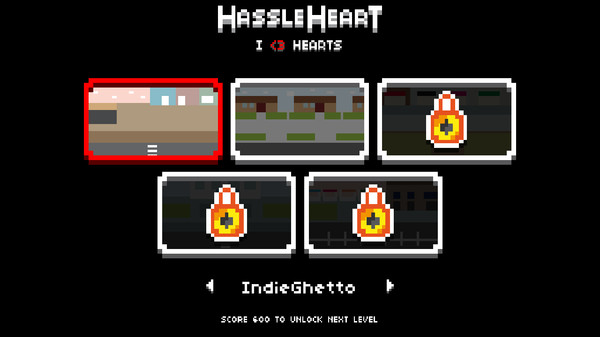 HASSLEHEART
I <3 HEARTS
IndieGhetto
SCORE 600 TO UNLOCK NEXT LEVEL